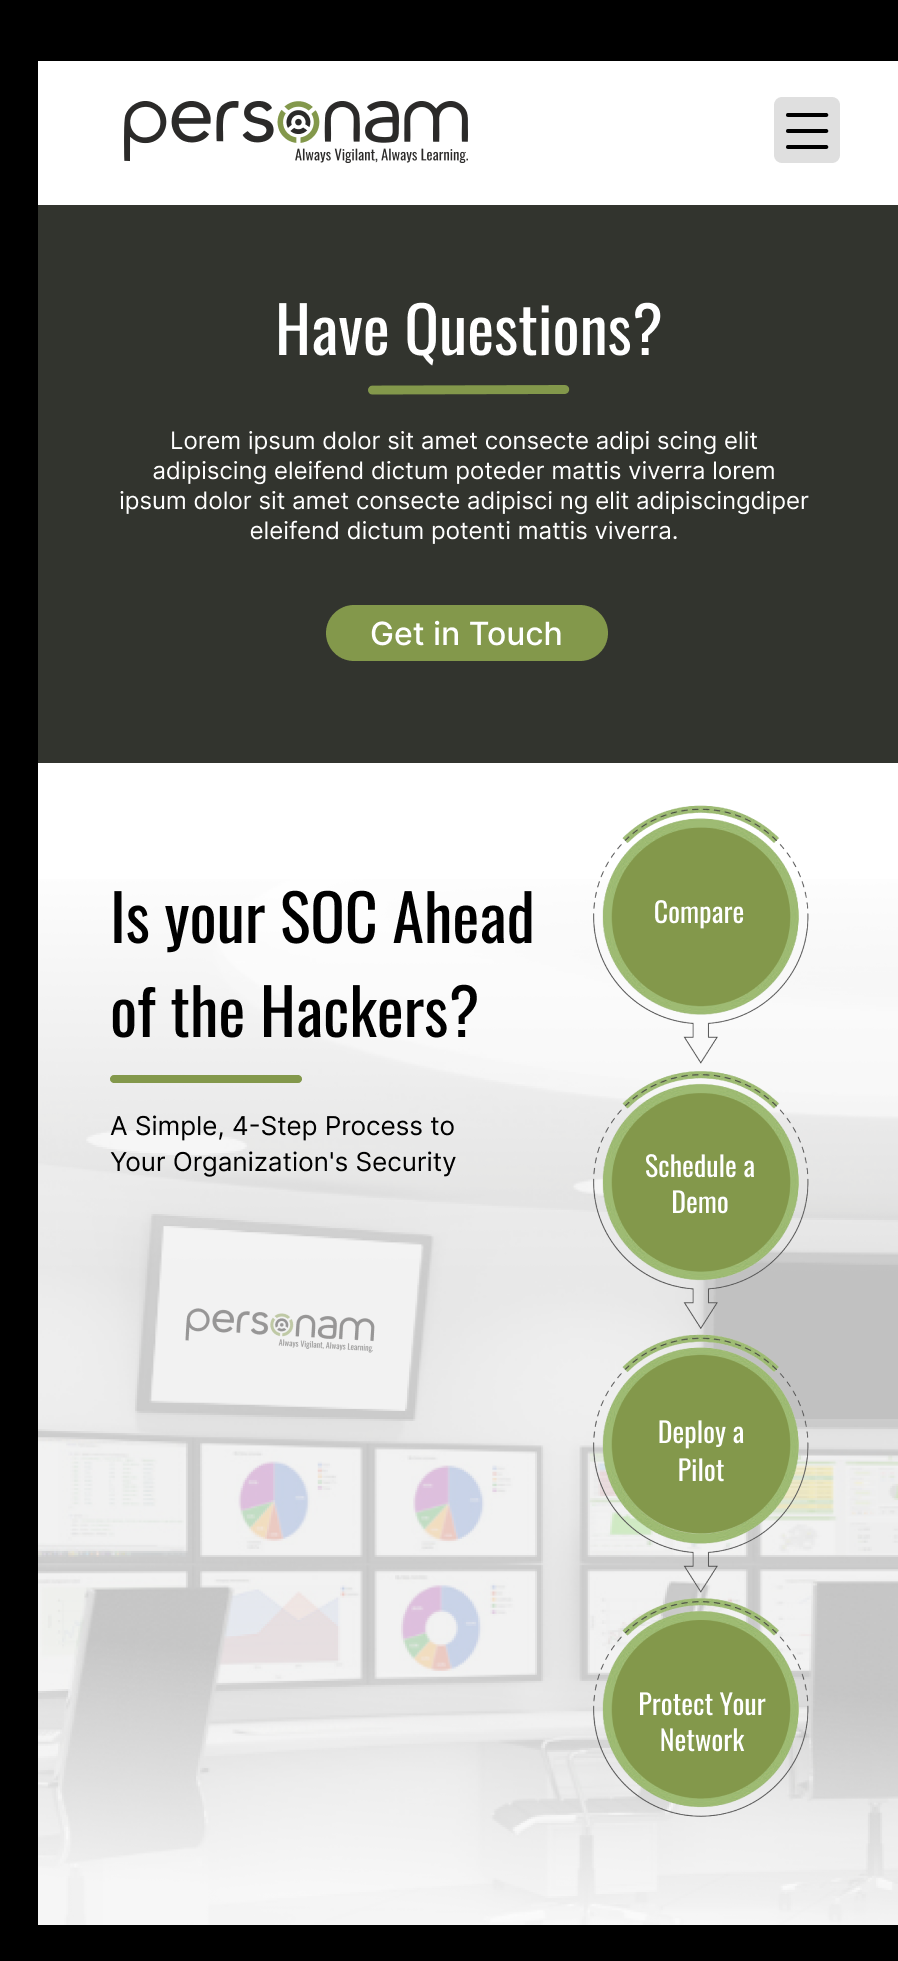 personam
Always Vigilant, Always Learning.
Have Questions?
Lorem ipsum dolor sit amet consecte adipi scing elit
adipiscing eleifend dictum poteder mattis viverra lorem
ipsum dolor sit amet consecte adipisci ng elit adipiscingdiper
eleifend dictum potenti mattis viverra.
Get in Touch
Is your SOC Ahead
of the Hackers?
A Simple, 4-Step Process to
Your Organization's Security
Compare
Schedule a
Demo
Deploy a
Pilot
Protect Your
Network
personam
Always Vigilant, Always Learning.